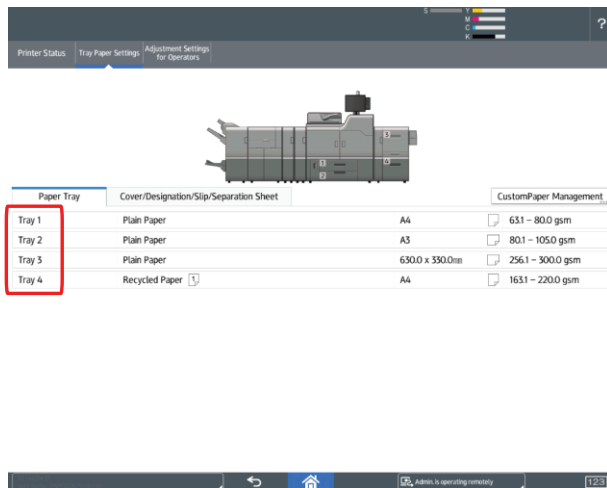 S Y
M
C
K
?
Printer Status Tray Paper Settings Adjustment Settings for Operators
3
1 4
2
Paper Tray Cover/Designation/Slip/Separation Sheet CustomPaper Management
Tray 1 Plain Paper A4 63.1 – 80.0 gsm
Tray 2 Plain Paper A3 80.1 – 105.0 gsm
Tray 3 Plain Paper 630.0 x 330.0mm 256.1 – 300.0 gsm
Tray 4 Recycled Paper 1 A4 163.1 – 220.0 gsm
Admin. is operating remotely 123